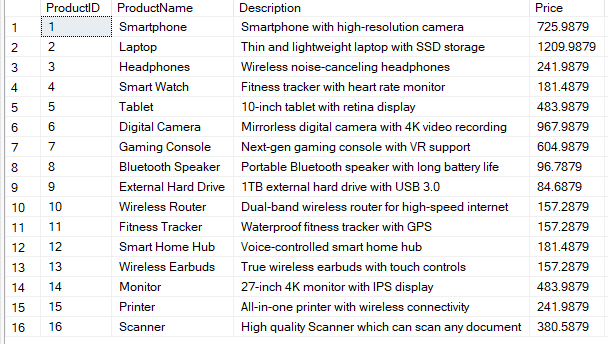 ProductID ProductName Description Price
1 1 Smartphone Smartphone with high-resolution camera 725.9879
2 2 Laptop Thin and lightweight laptop with SSD storage 1209.9879
3 3 Headphones Wireless noise-canceling headphones 241.9879
4 4 Smart Watch Fitness tracker with heart rate monitor 181.4879
5 5 Tablet 10-inch tablet with retina display 483.9879
6 6 Digital Camera Mirrorless digital camera with 4K video recording 967.9879
7 7 Gaming Console Next-gen gaming console with VR support 604.9879
8 8 Bluetooth Speaker Portable Bluetooth speaker with long battery life 96.7879
9 9 External Hard Drive 1TB external hard drive with USB 3.0 84.6879
10 10 Wireless Router Dual-band wireless router for high-speed internet 157.2879
11 11 Fitness Tracker Waterproof fitness tracker with GPS 157.2879
12 12 Smart Home Hub Voice-controlled smart home hub 181.4879
13 13 Wireless Earbuds True wireless earbuds with touch controls 157.2879
14 14 Monitor 27-inch 4K monitor with IPS display 483.9879
15 15 Printer All-in-one printer with wireless connectivity 241.9879
16 16 Scanner High quality Scanner which can scan any document 380.5879